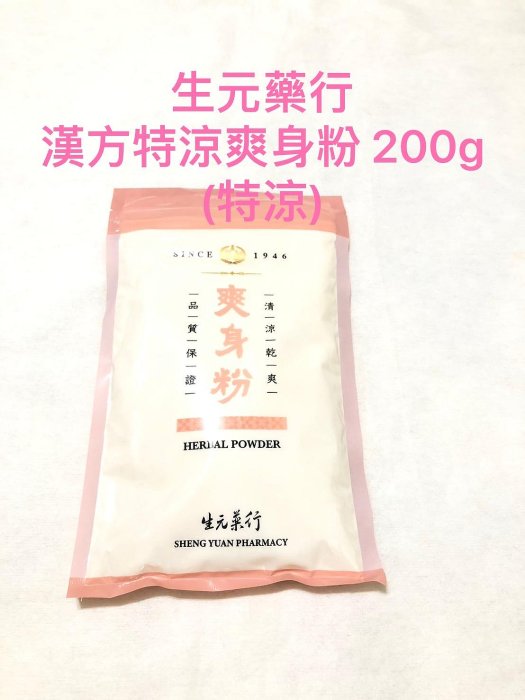 生元藥行
漢方特涼爽身粉 200g
(特涼)
SINCE 1946
清涼乾爽
爽身粉
品質保證
HERBAL POWDER
生元藥行
SHENG YUAN PHARMACY